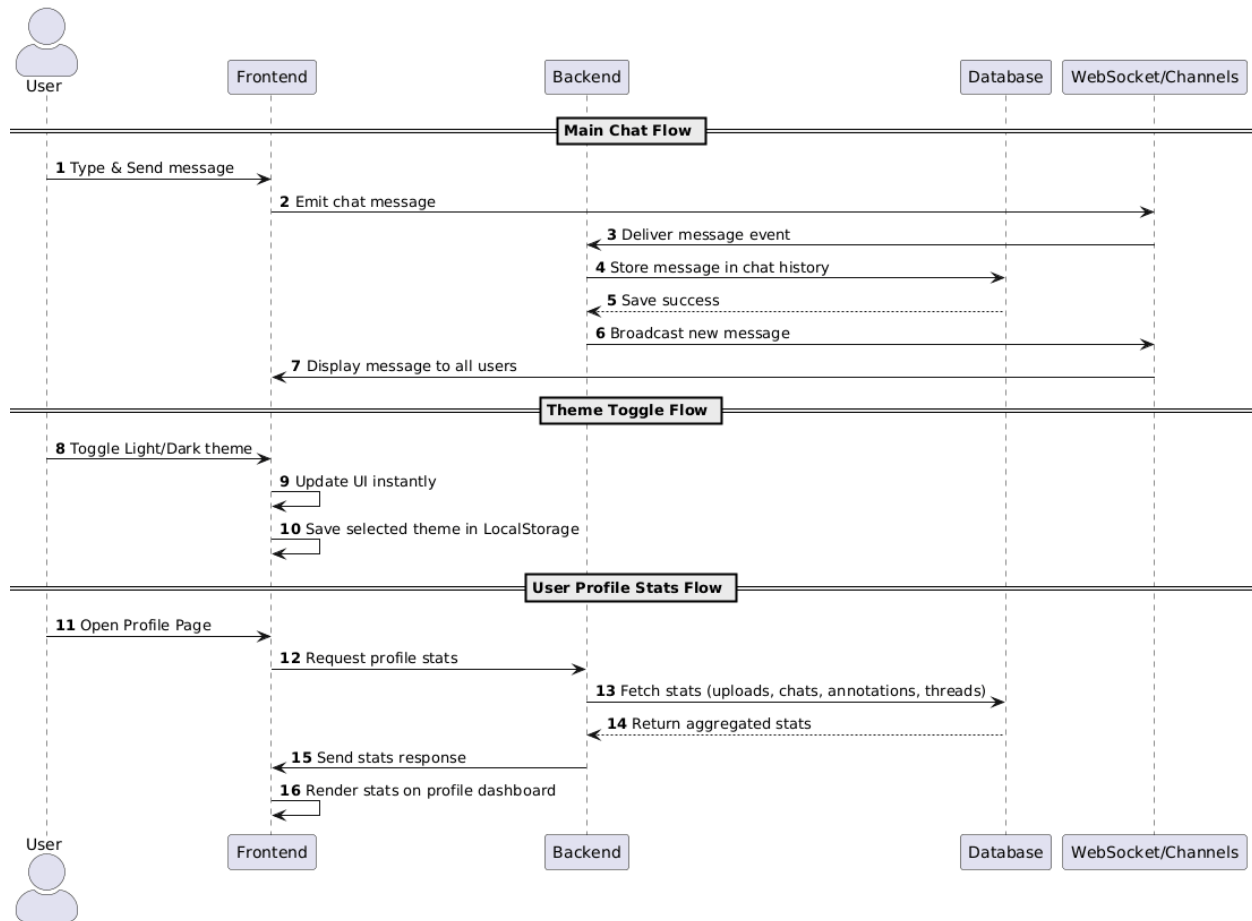 User
Frontend
Backend
Database
WebSocket/Channels
Main Chat Flow
1 Type & Send message
2 Emit chat message
3 Deliver message event
4 Store message in chat history
5 Save success
6 Broadcast new message
7 Display message to all users
Theme Toggle Flow
8 Toggle Light/Dark theme
9 Update UI instantly
10 Save selected theme in LocalStorage
User Profile Stats Flow
11 Open Profile Page
12 Request profile stats
13 Fetch stats (uploads, chats, annotations, threads)
14 Return aggregated stats
15 Send stats response
16 Render stats on profile dashboard
User
Frontend
Backend
Database
WebSocket/Channels